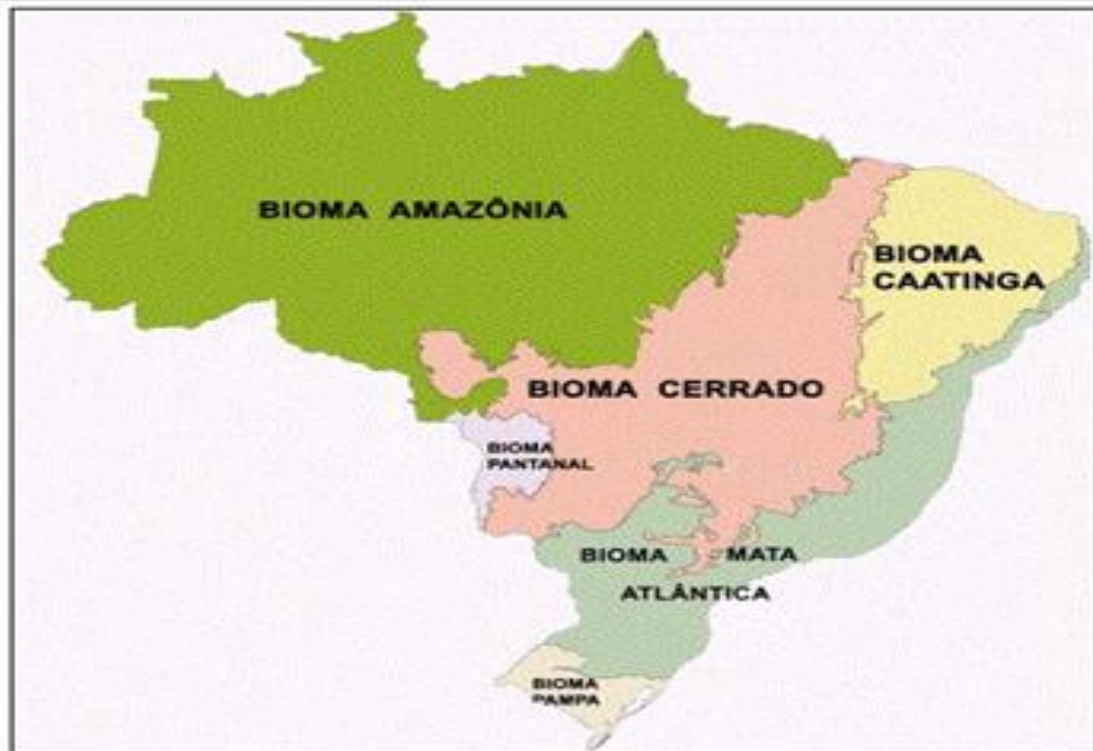 BIOMA AMAZÔNIA
BIOMA
CAATINGA
BIOMA CERRADO
BIOMA
PANTANAL
BIOMA MATA
ATLÂNTICA
BIOMA
PAMPA